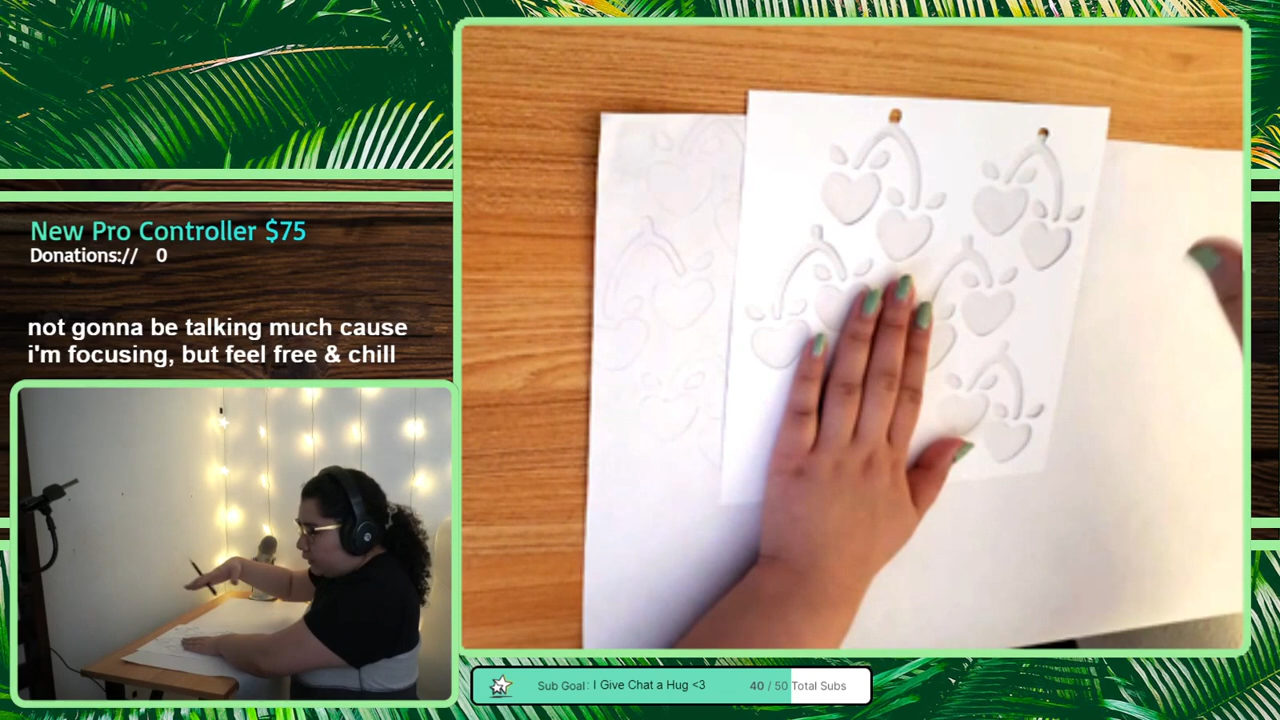 New Pro Controller $75
Donations:// 0
not gonna be talking much cause
i'm focusing, but feel free & chill
Sub Goal: I Give Chat a Hug <3 40 / 50 Total Subs